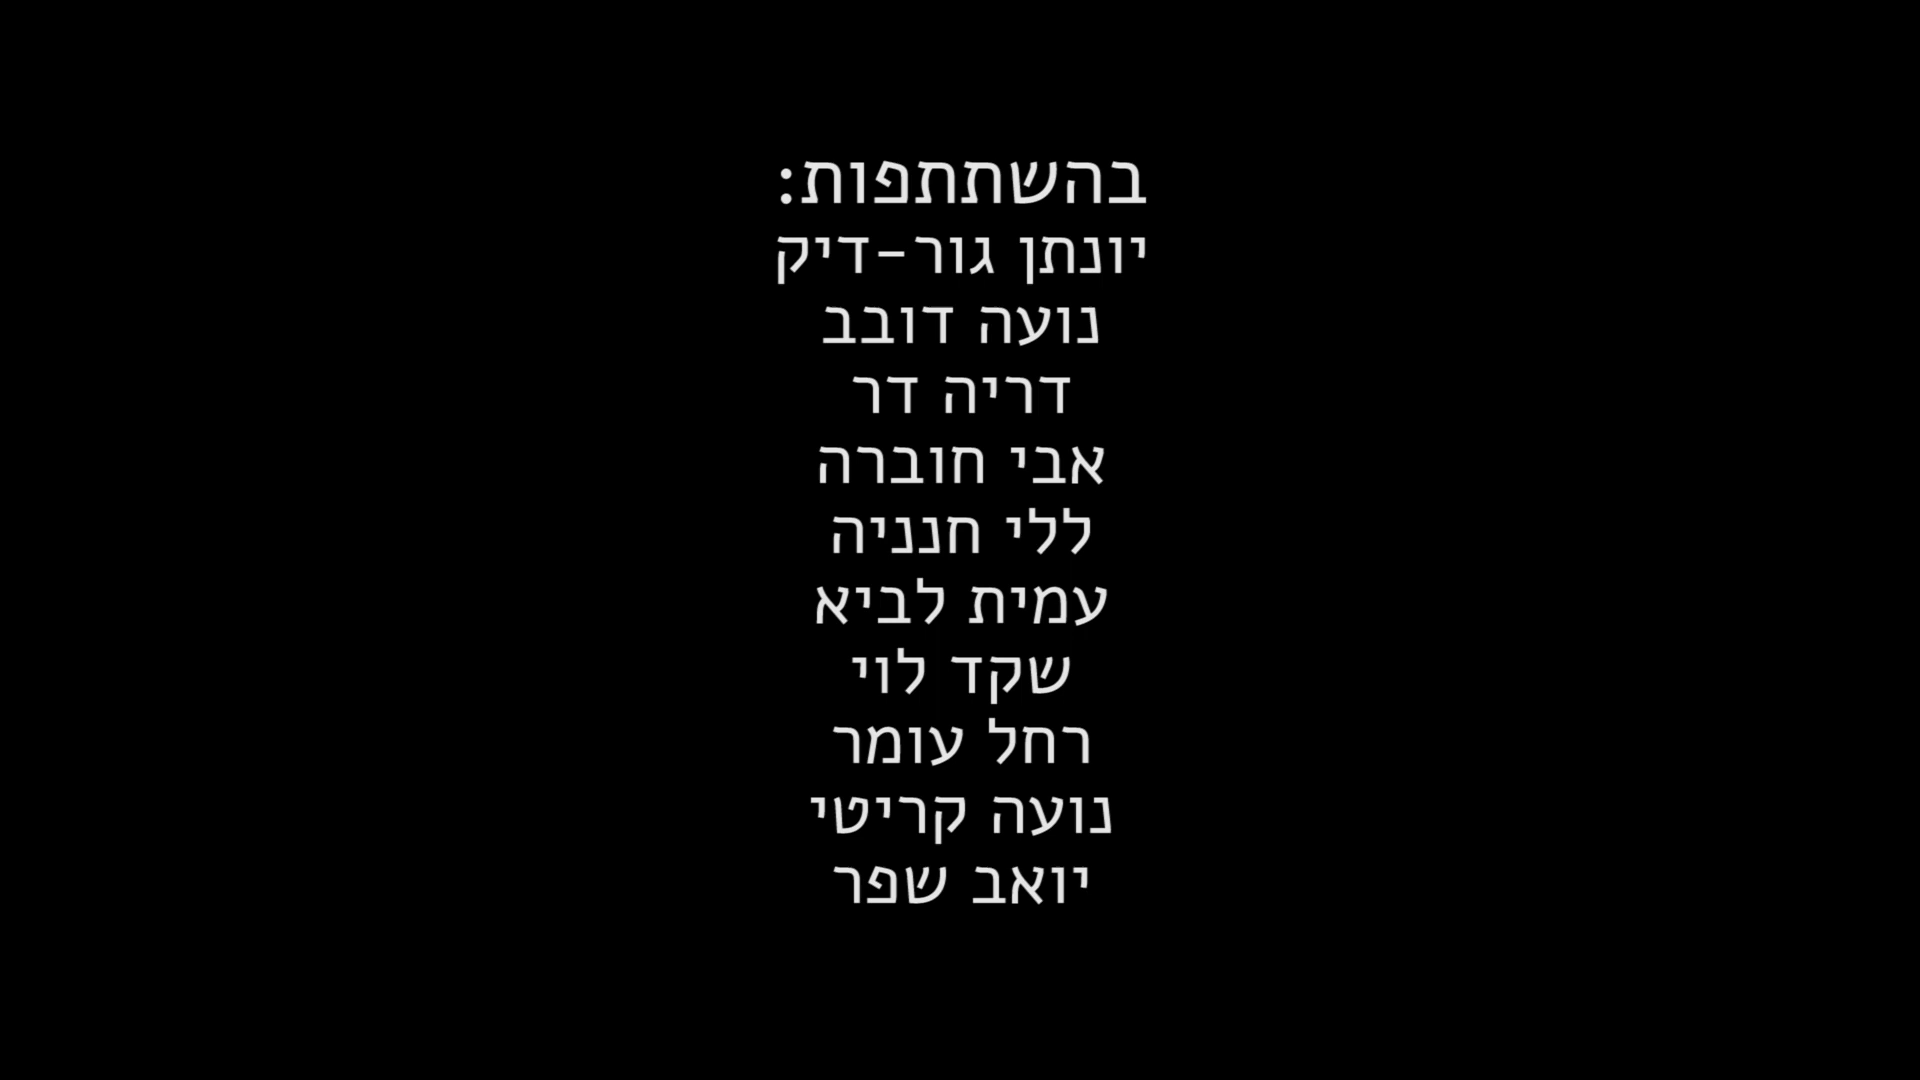 בהשתתפות:
יונתן גור-דיק
נועה דובב
דריה דר
אבי חוברה
ללי חנניה
עמית לביא
שקד לוי
רחל עומר
נועה קריטי
יואב שפר